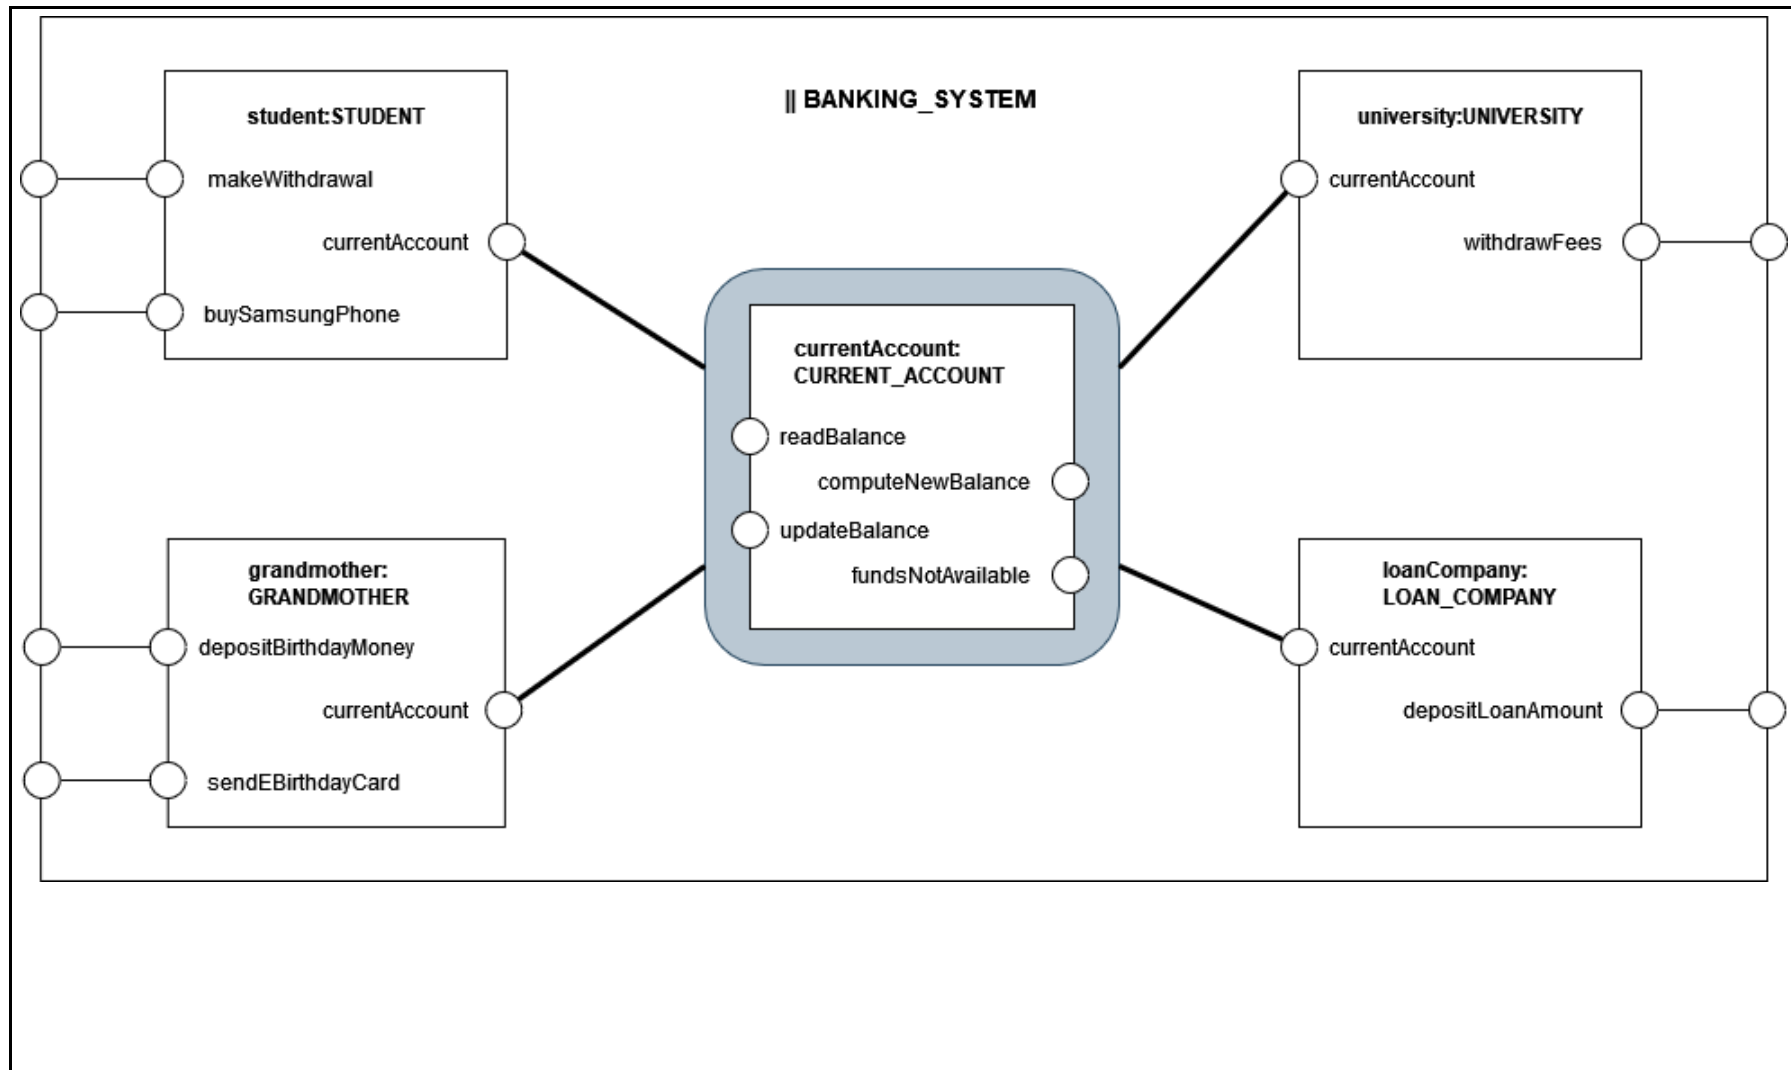 || BANKING_SYSTEM
student:STUDENT
makeWithdrawal
currentAccount
buySamsungPhone
university:UNIVERSITY
currentAccount
withdrawFees
currentAccount:
CURRENT_ACCOUNT
readBalance
computeNewBalance
updateBalance
fundsNotAvailable
grandmother:
GRANDMOTHER
depositBirthdayMoney
currentAccount
sendEBirthdayCard
loanCompany:
LOAN_COMPANY
currentAccount
depositLoanAmount